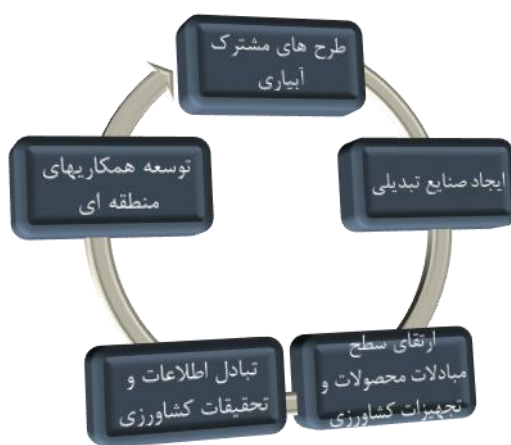 طرح های مشترک
آبیاری
ایجاد صنایع تبدیلی
ارتقای سطح
مبادلات محصولات و
تجهیزات کشاورزی
تبادل اطلاعات و
تحقیقات کشاورزی
توسعه همکاریهای
منطقه ای